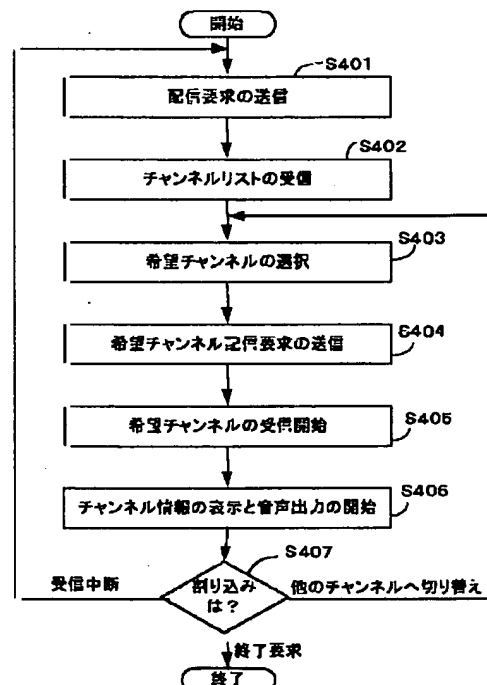 開始
S401
配信要求の送信
S402
チャンネルリストの受信
S403
希望チャンネルの選択
S404
希望チャンネル配信要求の送信
S405
希望チャンネルの受信開始
S406
チャンネル情報の表示と音声出力の開始
S407
受信中断
割り込み
は？
他のチャンネルへ切り替え
終了要求
終了